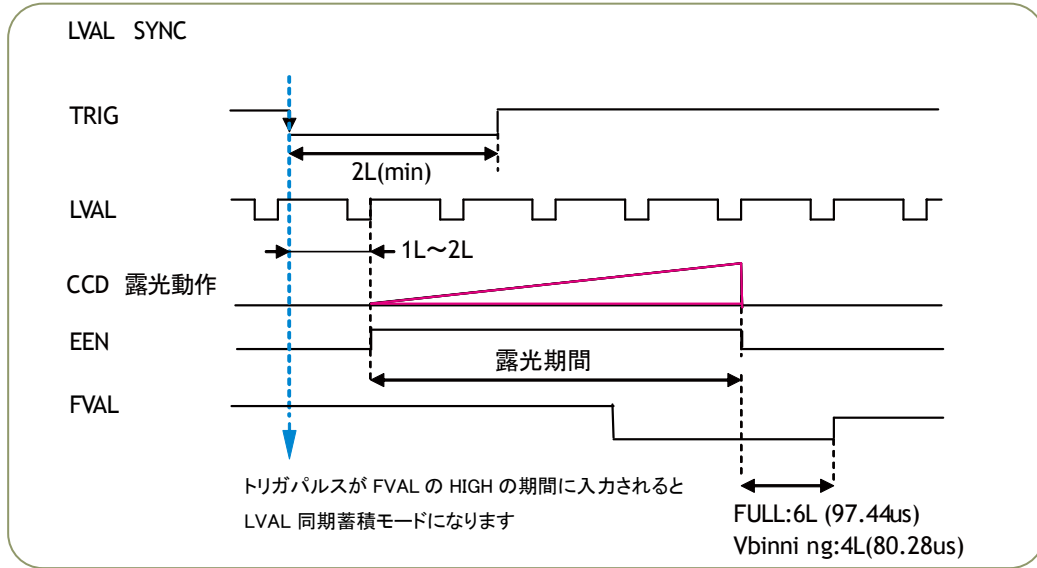 LVAL SYNC
TRIG
2L(min)
LVAL
1L～2L
CCD 露光動作
EEN
露光期間
FVAL
トリガパルスが FVAL の HIGH の期間に入力されると
LVAL 同期蓄積モードになります
FULL:6L (97.44us)
Vbinni ng:4L(80.28us)